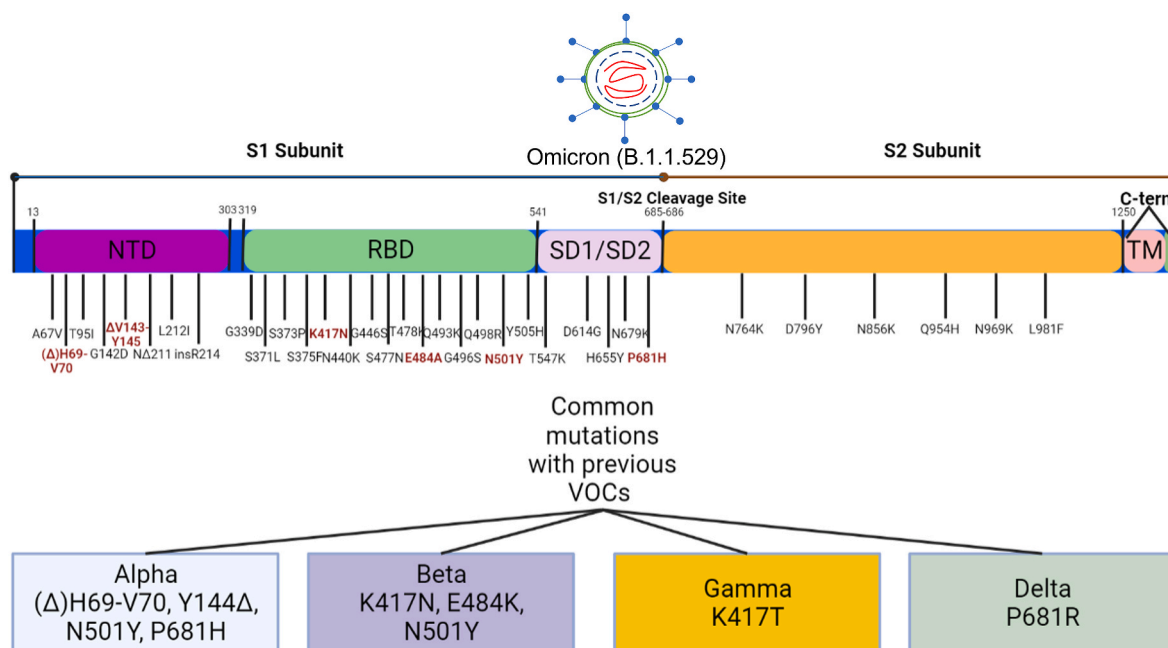 Omicron (B.1.1.529)
S1 Subunit
S2 Subunit
S1/S2 Cleavage Site
C-term
13
303
319
541
685-686
1250
NTD
RBD
SD1/SD2
TM
A67V
(Δ)H69-
V70
T95I
G142D
ΔV143-
Y145
NΔ211
L212I
insR214
G339D
S371L
S373P
S375F
K417N
N440K
G446S
S477N
T478K
E484A
Q493K
G496S
Q498R
N501Y
Y505H
T547K
D614G
H655Y
N679K
P681H
N764K
D796Y
N856K
Q954H
N969K
L981F
Common
mutations
with previous
VOCs
Alpha
(Δ)H69-V70, Y144Δ,
N501Y, P681H
Beta
K417N, E484K,
N501Y
Gamma
K417T
Delta
P681R